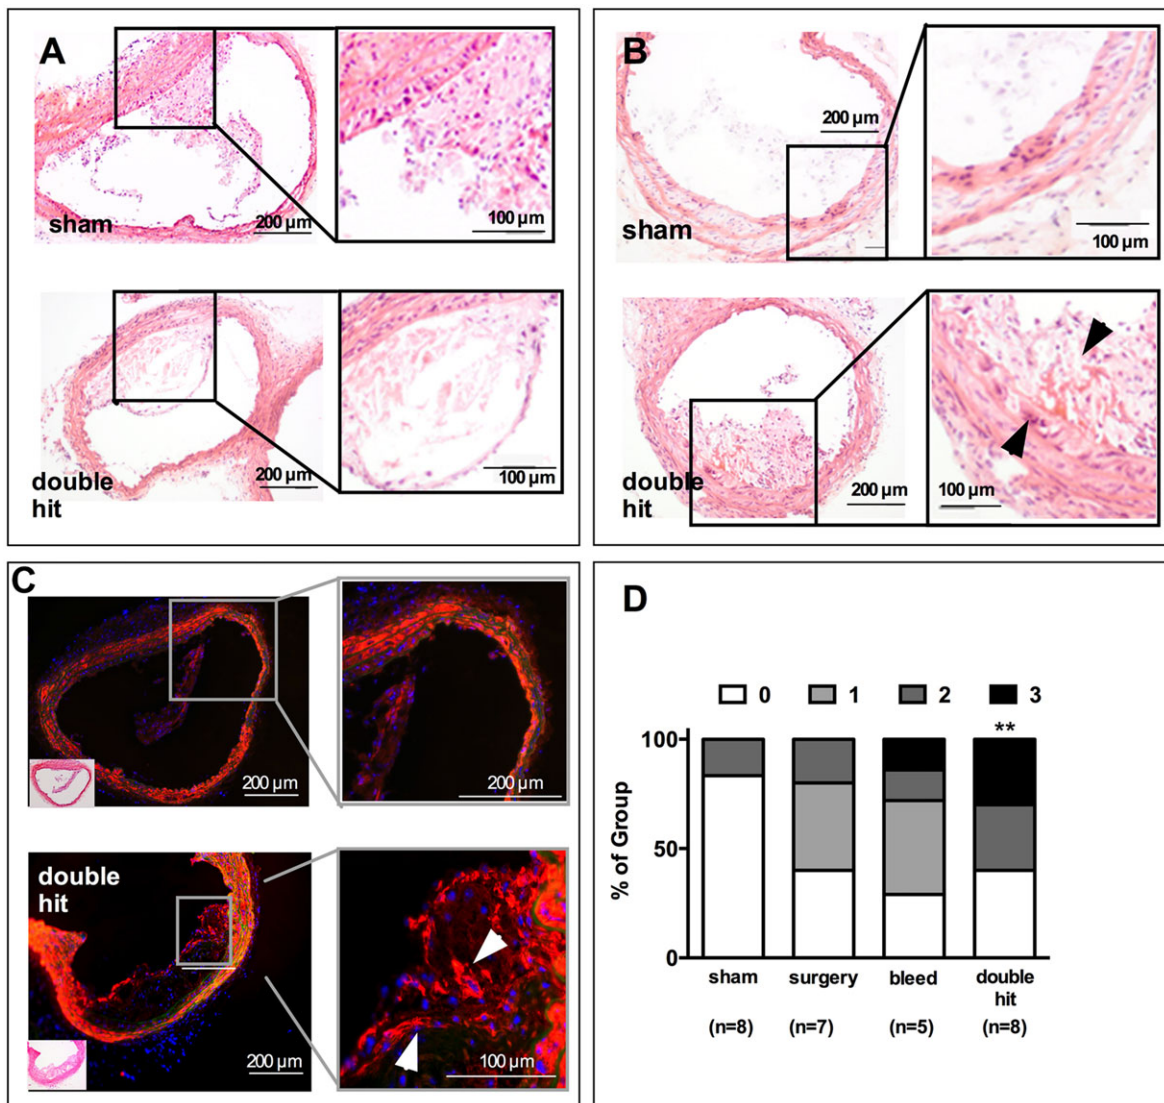 A
200 µm
100 µm
sham
200 µm
100 µm
double
hit
B
200 µm
100 µm
sham
200 µm
100 µm
double
hit
C
200 µm
200 µm
double
hit
200 µm
100 µm
D
0 1 2 3
**
100
50
0
% of Group
sham surgery bleed double
hit
(n=8) (n=7) (n=5) (n=8)